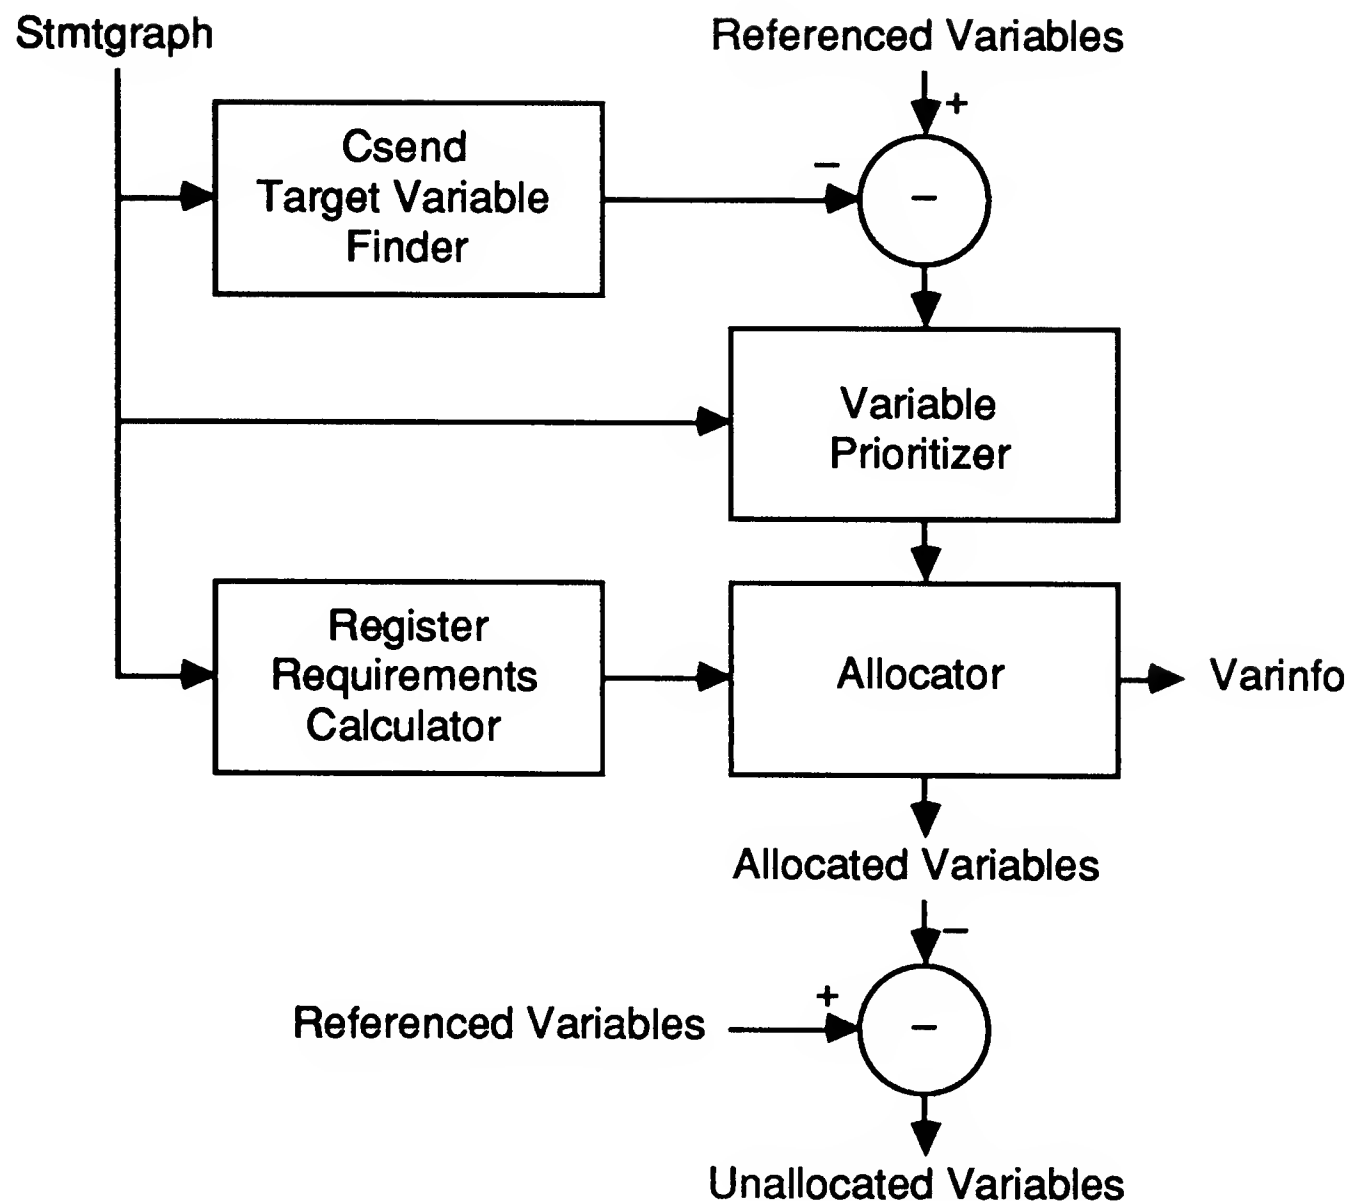 Stmtgraph
Referenced Variables
+
Csend
Target Variable
Finder
−
−
Variable
Prioritizer
Register
Requirements
Calculator
Allocator
Varinfo
Allocated Variables
−
+
Referenced Variables
−
Unallocated Variables